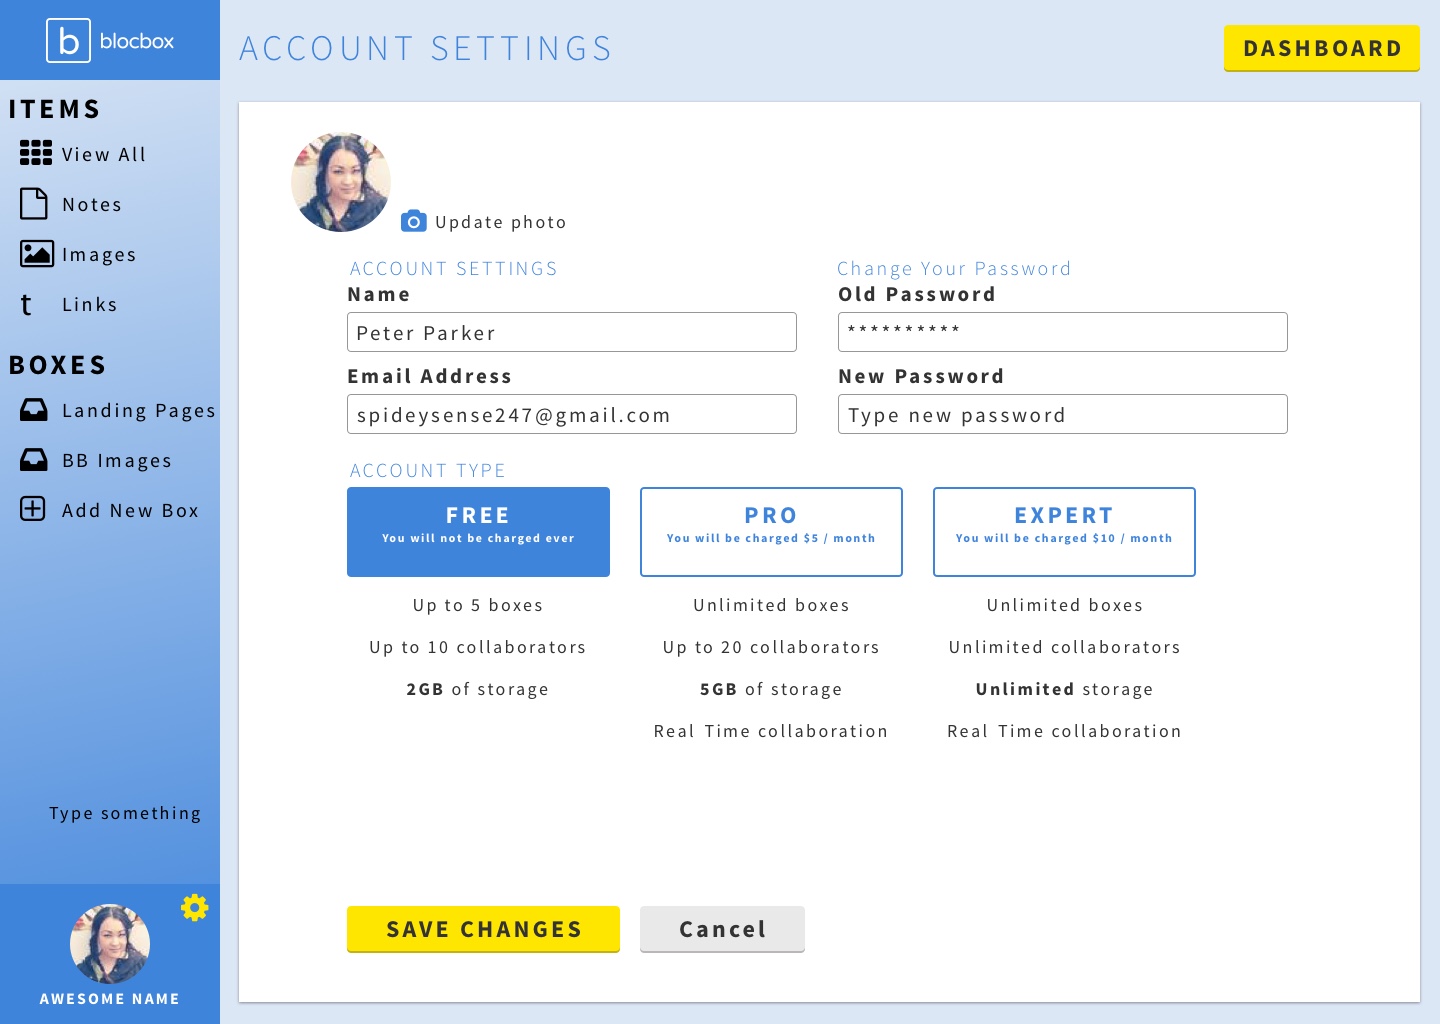 b blocbox
ACCOUNT SETTINGS
DASHBOARD
ITEMS
View All
Notes
Images
t Links
BOXES
Landing Pages
BB Images
Add New Box
Type something
AWESOME NAME
Update photo
ACCOUNT SETTINGS
Name
Peter Parker
Email Address
spideysense247@gmail.com
Change Your Password
Old Password
**********
New Password
Type new password
ACCOUNT TYPE
FREE
You will not be charged ever
Up to 5 boxes
Up to 10 collaborators
2GB of storage
PRO
You will be charged $5 / month
Unlimited boxes
Up to 20 collaborators
5GB of storage
Real Time collaboration
EXPERT
You will be charged $10 / month
Unlimited boxes
Unlimited collaborators
Unlimited storage
Real Time collaboration
SAVE CHANGES
Cancel